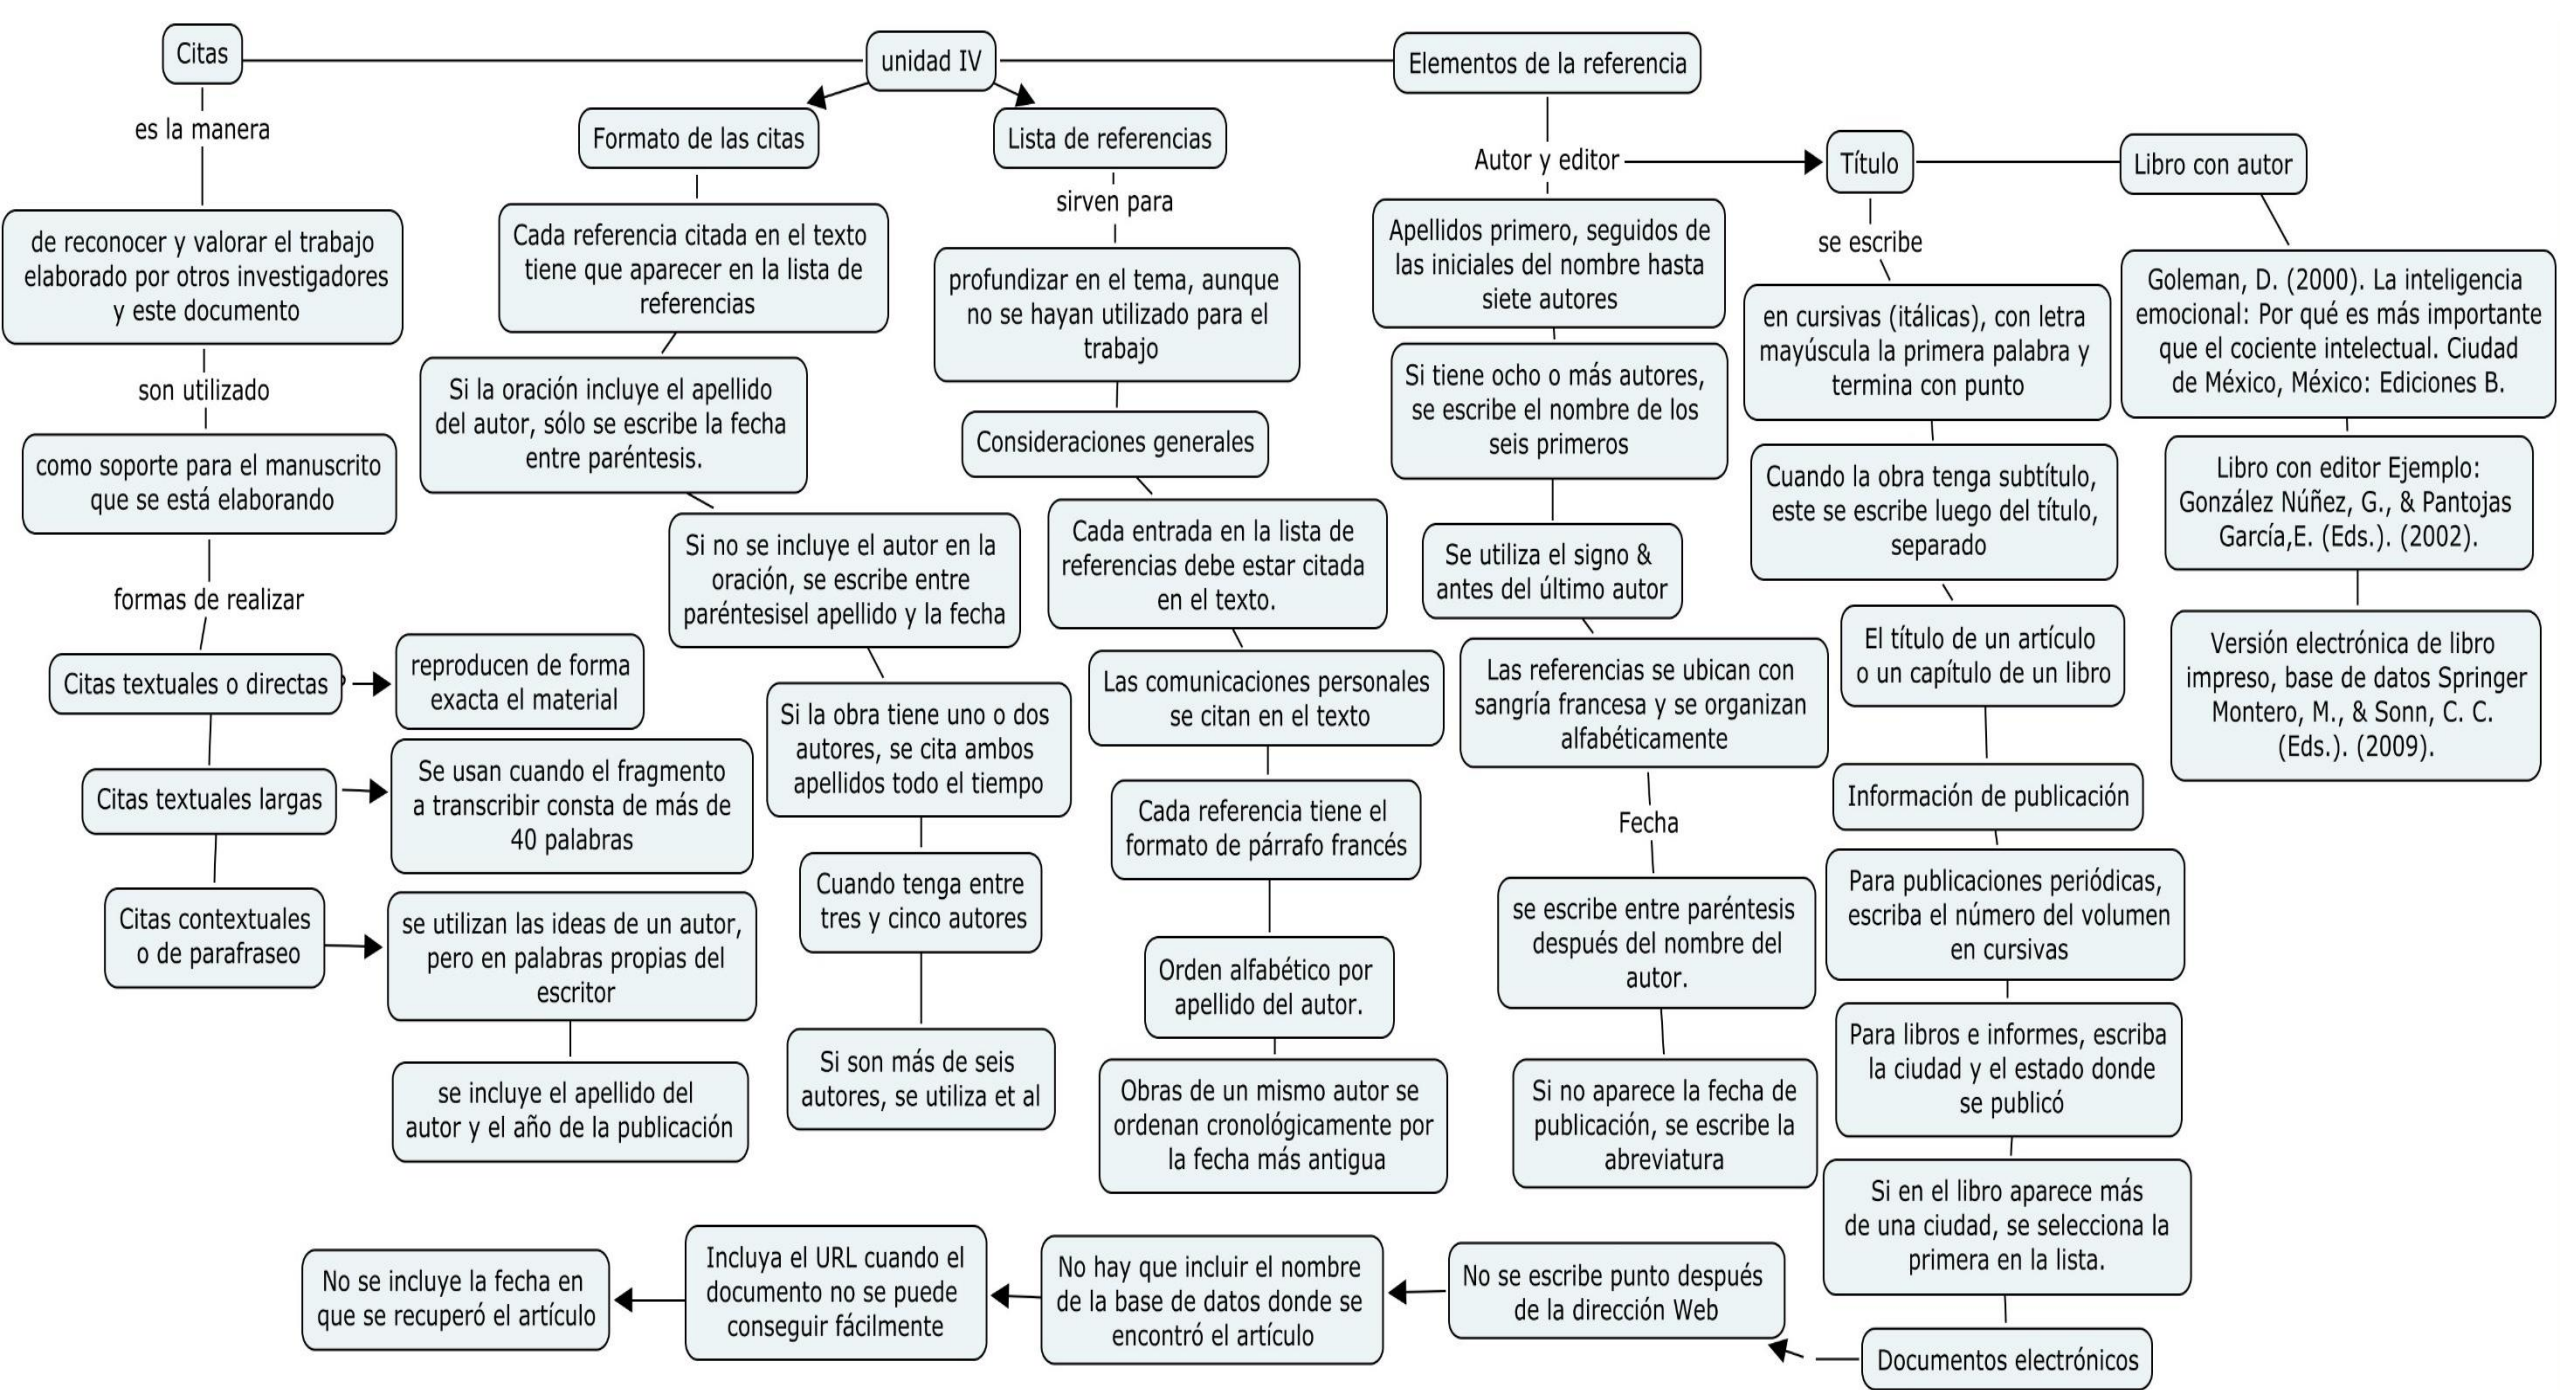 Citas
unidad IV
Elementos de la referencia
es la manera
de reconocer y valorar el trabajo
elaborado por otros investigadores
y este documento
son utilizado
como soporte para el manuscrito
que se está elaborando
formas de realizar
Citas textuales o directas
reproducen de forma
exacta el material
Citas textuales largas
Se usan cuando el fragmento
a transcribir consta de más de
40 palabras
Citas contextuales
o de parafraseo
se utilizan las ideas de un autor,
pero en palabras propias del
escritor
se incluye el apellido del
autor y el año de la publicación
Formato de las citas
Cada referencia citada en el texto
tiene que aparecer en la lista de
referencias
Si la oración incluye el apellido
del autor, sólo se escribe la fecha
entre paréntesis.
Si no se incluye el autor en la
oración, se escribe entre
paréntesisel apellido y la fecha
Si la obra tiene uno o dos
autores, se cita ambos
apellidos todo el tiempo
Cuando tenga entre
tres y cinco autores
Si son más de seis
autores, se utiliza et al
Lista de referencias
sirven para
profundizar en el tema, aunque
no se hayan utilizado para el
trabajo
Consideraciones generales
Cada entrada en la lista de
referencias debe estar citada
en el texto.
Las comunicaciones personales
se citan en el texto
Cada referencia tiene el
formato de párrafo francés
Orden alfabético por
apellido del autor.
Obras de un mismo autor se
ordenan cronológicamente por
la fecha más antigua
Autor y editor
Apellidos primero, seguidos de
las iniciales del nombre hasta
siete autores
Si tiene ocho o más autores,
se escribe el nombre de los
seis primeros
Se utiliza el signo &
antes del último autor
Las referencias se ubican con
sangría francesa y se organizan
alfabéticamente
Fecha
se escribe entre paréntesis
después del nombre del
autor.
Si no aparece la fecha de
publicación, se escribe la
abreviatura
Título
se escribe
en cursivas (itálicas), con letra
mayúscula la primera palabra y
termina con punto
Cuando la obra tenga subtítulo,
este se escribe luego del título,
separado
El título de un artículo
o un capítulo de un libro
Información de publicación
Para publicaciones periódicas,
escriba el número del volumen
en cursivas
Para libros e informes, escriba
la ciudad y el estado donde
se publicó
Si en el libro aparece más
de una ciudad, se selecciona la
primera en la lista.
Documentos electrónicos
No se escribe punto después
de la dirección Web
No hay que incluir el nombre
de la base de datos donde se
encontró el artículo
Incluya el URL cuando el
documento no se puede
conseguir fácilmente
No se incluye la fecha en
que se recuperó el artículo
Libro con autor
Goleman, D. (2000). La inteligencia
emocional: Por qué es más importante
que el cociente intelectual. Ciudad
de México, México: Ediciones B.
Libro con editor Ejemplo:
González Núñez, G., & Pantojas
García,E. (Eds.). (2002).
Versión electrónica de libro
impreso, base de datos Springer
Montero, M., & Sonn, C. C.
(Eds.). (2009).